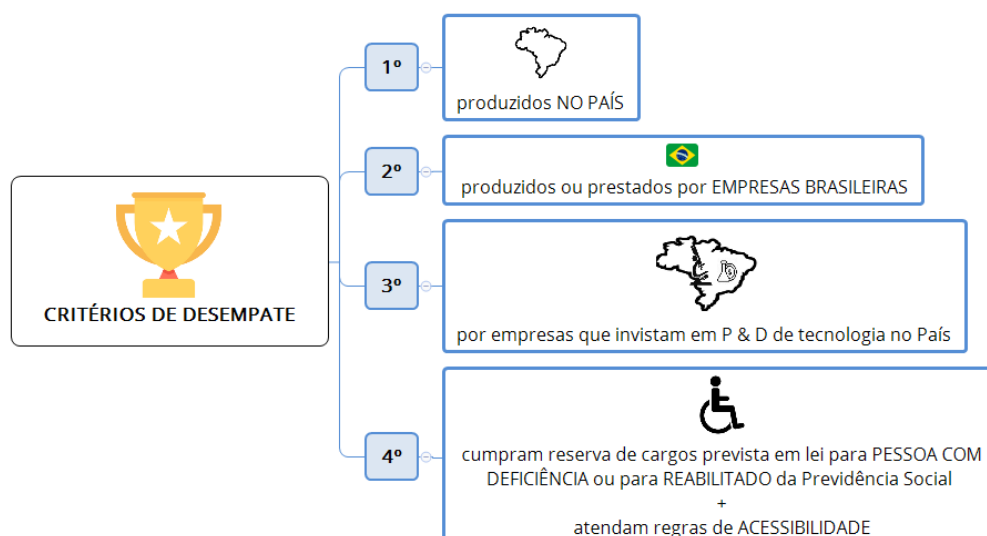 CRITÉRIOS DE DESEMPATE
1º
produzidos NO PAÍS
2º
produzidos ou prestados por EMPRESAS BRASILEIRAS
3º
por empresas que invistam em P & D de tecnologia no País
4º
cumpram reserva de cargos prevista em lei para PESSOA COM
DEFICIÊNCIA ou para REABILITADO da Previdência Social
+
atendam regras de ACESSIBILIDADE